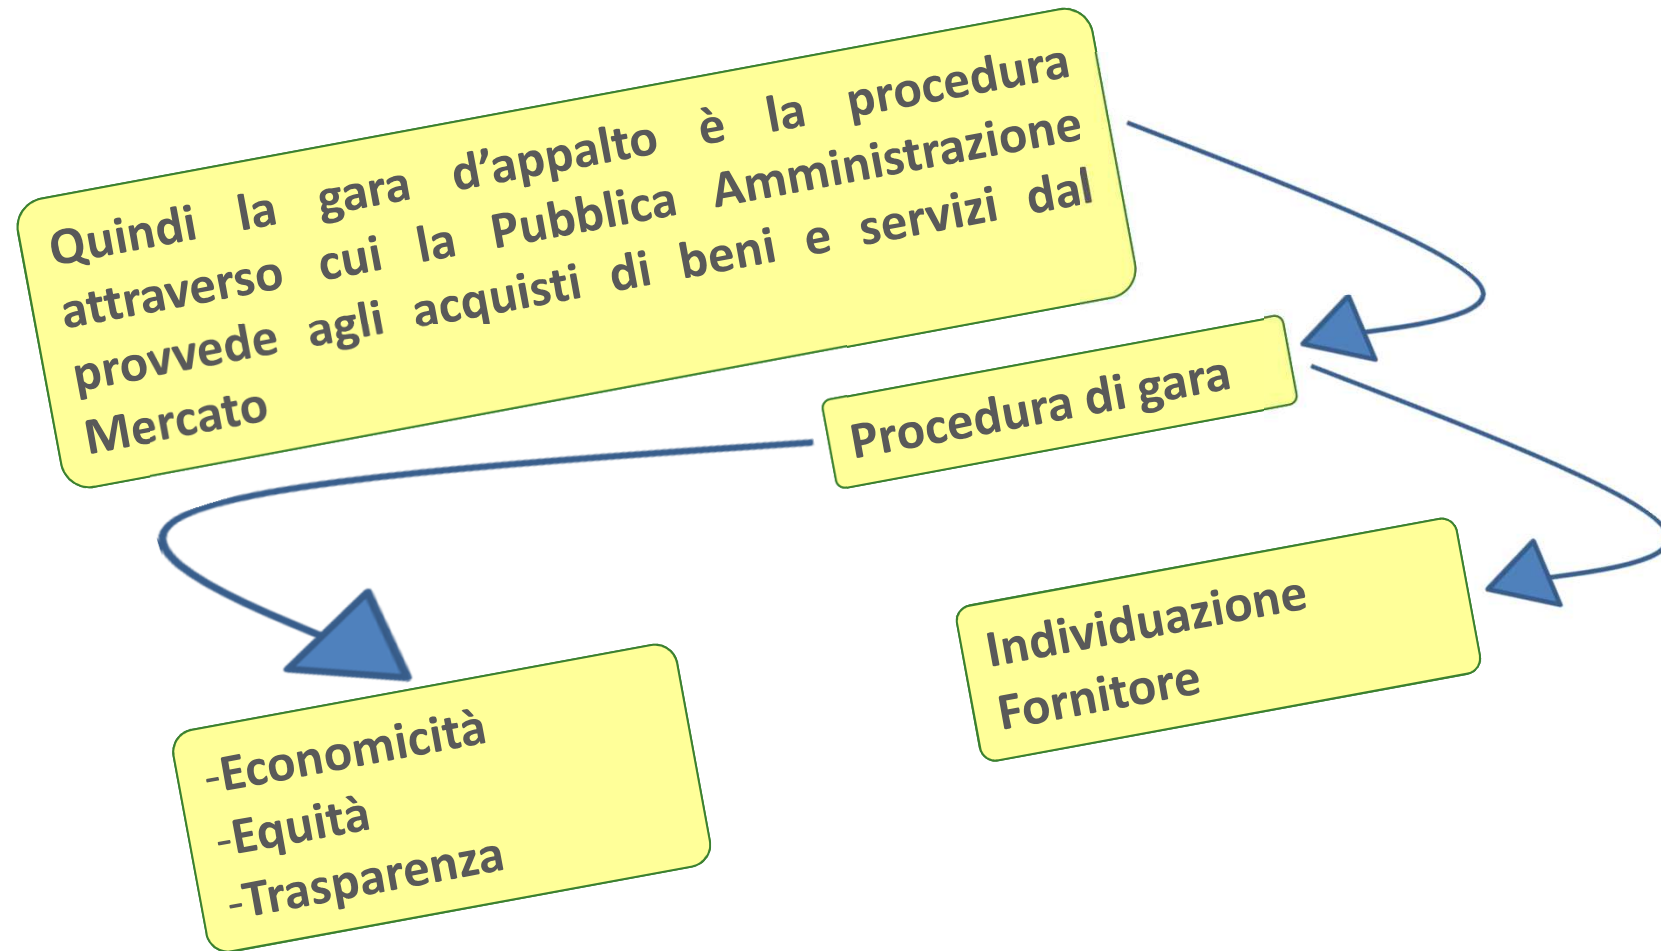 Quindi la gara d’appalto è la procedura
attraverso cui la Pubblica Amministrazione
provvede agli acquisti di beni e servizi dal
Mercato
Procedura di gara
Individuazione
Fornitore
-Economicità
-Equità
-Trasparenza